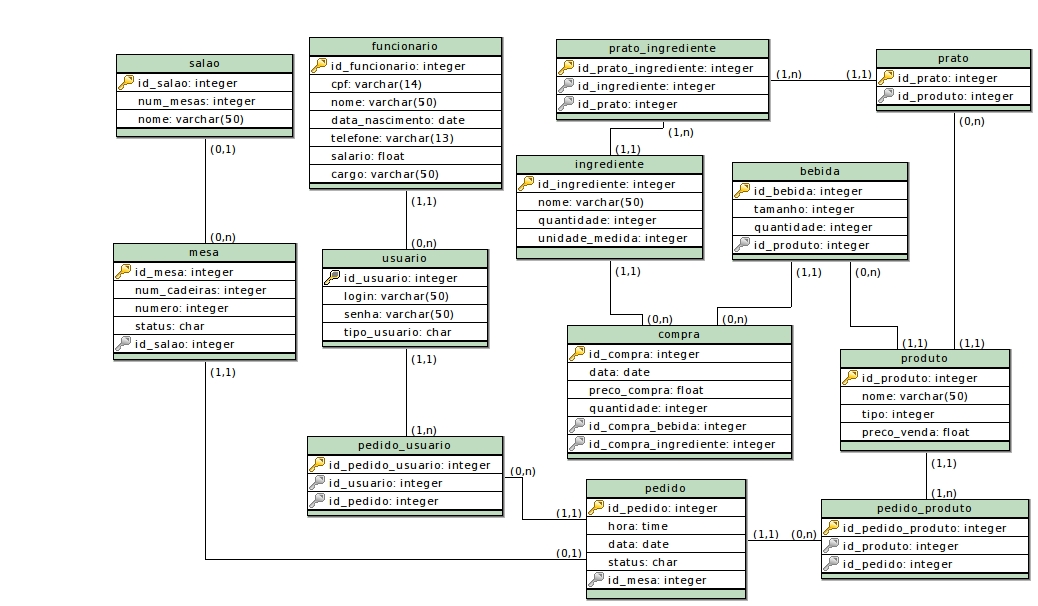 salao
id_salao: integer
num_mesas: integer
nome: varchar(50)
(0,1)
(0,n)
funcionario
id_funcionario: integer
cpf: varchar(14)
nome: varchar(50)
data_nascimento: date
telefone: varchar(13)
salario: float
cargo: varchar(50)
(1,1)
(0,n)
prato_ingrediente
id_prato_ingrediente: integer
id_ingrediente: integer
id_prato: integer
(1,n)
(1,1)
(1,n)
(1,1)
prato
id_prato: integer
id_produto: integer
(0,n)
(1,1)
ingrediente
id_ingrediente: integer
nome: varchar(50)
quantidade: integer
unidade_medida: integer
(1,1)
(0,n)
bebida
id_bebida: integer
tamanho: integer
quantidade: integer
id_produto: integer
(1,1)
(0,n)
(0,n)
(1,1)
mesa
id_mesa: integer
num_cadeiras: integer
numero: integer
status: char
id_salao: integer
(1,1)
(0,1)
usuario
id_usuario: integer
login: varchar(50)
senha: varchar(50)
tipo_usuario: char
(1,1)
(1,n)
compra
id_compra: integer
data: date
preco_compra: float
quantidade: integer
id_compra_bebida: integer
id_compra_ingrediente: integer
produto
id_produto: integer
nome: varchar(50)
tipo: integer
preco_venda: float
(1,1)
(1,n)
pedido_usuario
id_pedido_usuario: integer
id_usuario: integer
id_pedido: integer
(0,n)
(1,1)
pedido
id_pedido: integer
hora: time
data: date
status: char
id_mesa: integer
(1,1)
(0,n)
pedido_produto
id_pedido_produto: integer
id_produto: integer
id_pedido: integer